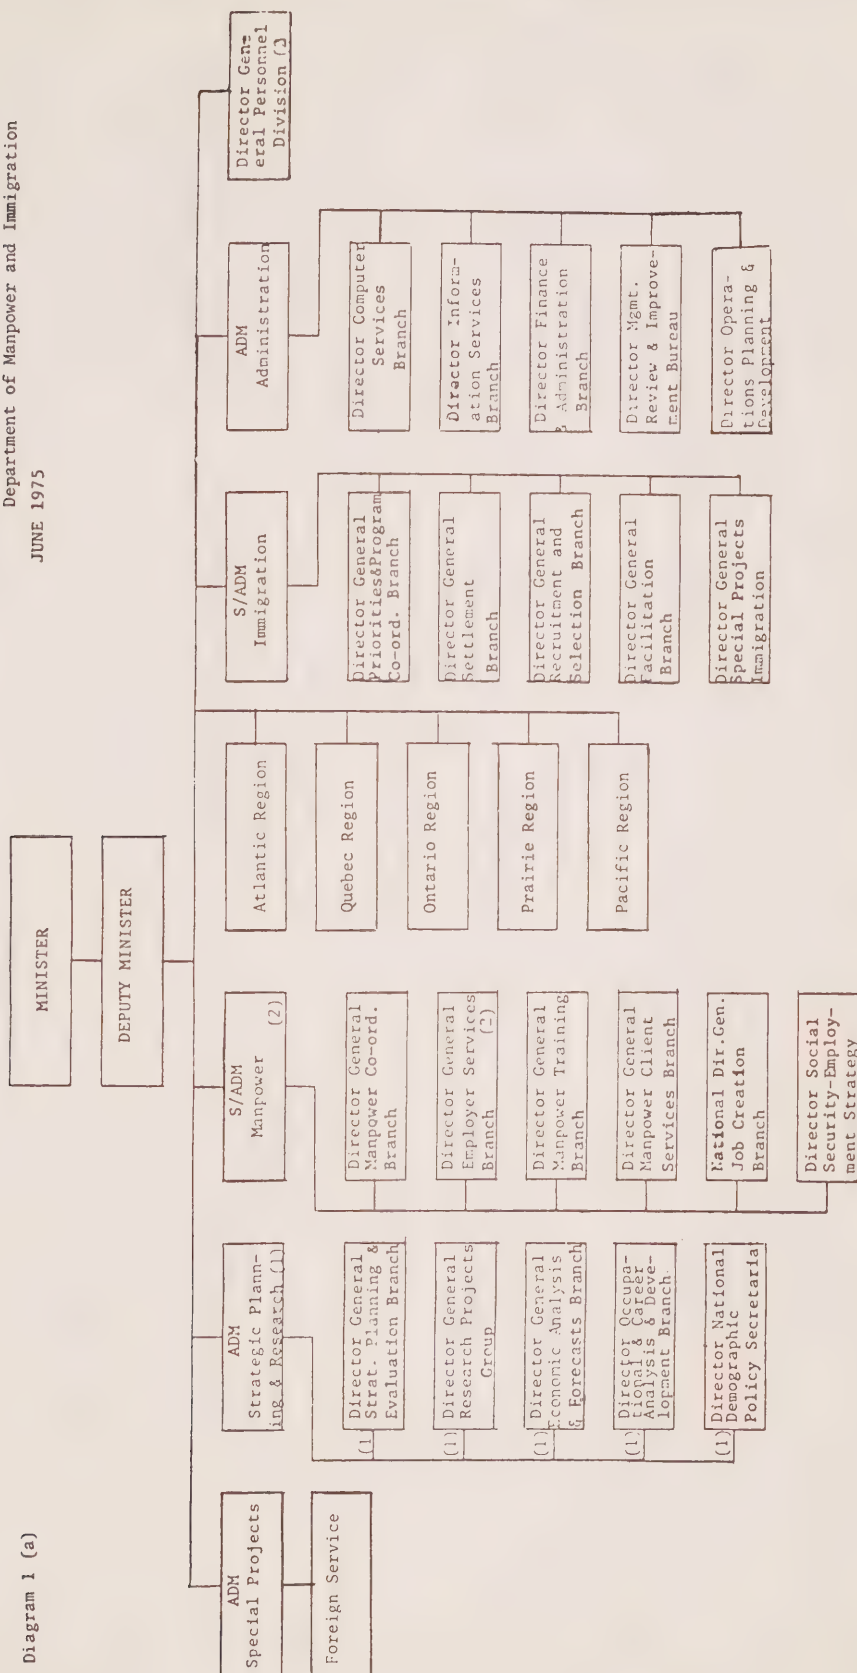 Diagram 1 (a)
Department of Manpower and Immigration
JUNE 1975
MINISTER
DEPUTY MINISTER
ADM
Special Projects
Foreign Service
ADM
Strategic Plann-
ing & Research (1)
(1) Director General
Strat. Planning &
Evaluation Branch
(1) Director General
Research Projects
Group
(1) Director General
Economic Analysis
& Forecasts Branch
(1) Director Occupa-
tional & Career
Analysis & Deve-
lopment Branch.
(1) Director National
Demographic
Policy Secretariat
S/ADM
Manpower (2)
Director General
Manpower Co-ord.
Branch
Director General
Employer Services
Branch (2)
Director General
Manpower Training
Branch
Director General
Manpower Client
Services Branch
National Dir.Gen.
Job Creation
Branch
Director Social
Security-Employ-
ment Strategy
Atlantic Region
Quebec Region
Ontario Region
Prairie Region
Pacific Region
S/ADM
Immigration
Director General
Priorities&Program
Co-ord. Branch
Director General
Settlement
Branch
Director General
Recruitment and
Selection Branch
Director General
Facilitation
Branch
Director General
Special Projects
Immigration
ADM
Administration
Director Computer
Services
Branch
Director Inform-
ation Services
Branch
Director Finance
& Administration
Branch
Director Mgmt.
Review & Improve-
ment Bureau
Director Opera-
tions Planning &
Development
Director Gen-
eral Personnel
Division